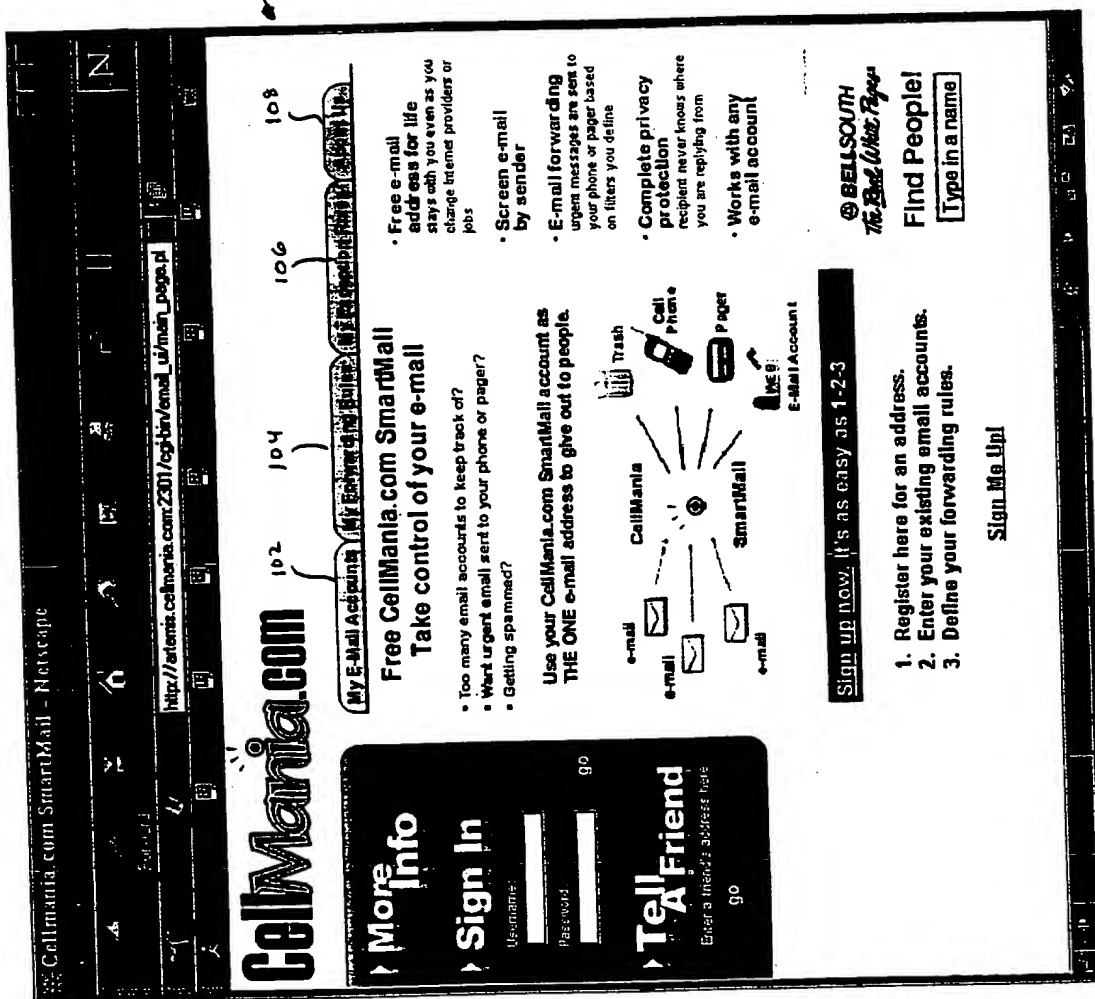 Cellmania.com SmartMail - Netscape
N
http://artemis.cellmania.com:2301/cgi-bin/email_ui/main_page.pl
CellMania.com
102
104
106
108
My E-Mail Accounts
My Forwarding Rules
More
Info
Sign In
Username:
Password:
go
Tell
A Friend
Enter a friend's address here
go
Free CellMania.com SmartMail
Take control of your e-mail
• Too many email accounts to keep track of?
• Want urgent email sent to your phone or pager?
• Getting spammed?
Use your CellMania.com SmartMail account as
THE ONE e-mail address to give out to people.
e-mail
e-mail
e-mail
CellMania
SmartMail
Trash
Cell
Phone
Pager
E-Mail Account
• Free e-mail
address for life
stays with you even as you
change Internet providers or
jobs
• Screen e-mail
by sender
• E-mail forwarding
urgent messages are sent to
your phone or pager based
on filters you define
• Complete privacy
protection
recipient never knows where
you are replying from
• Works with any
e-mail account
Sign up now. It's as easy as 1-2-3
1. Register here for an address.
2. Enter your existing email accounts.
3. Define your forwarding rules.
Sign Me Up!
BELLSOUTH
The Real White Pages
Find People!
Type in a name